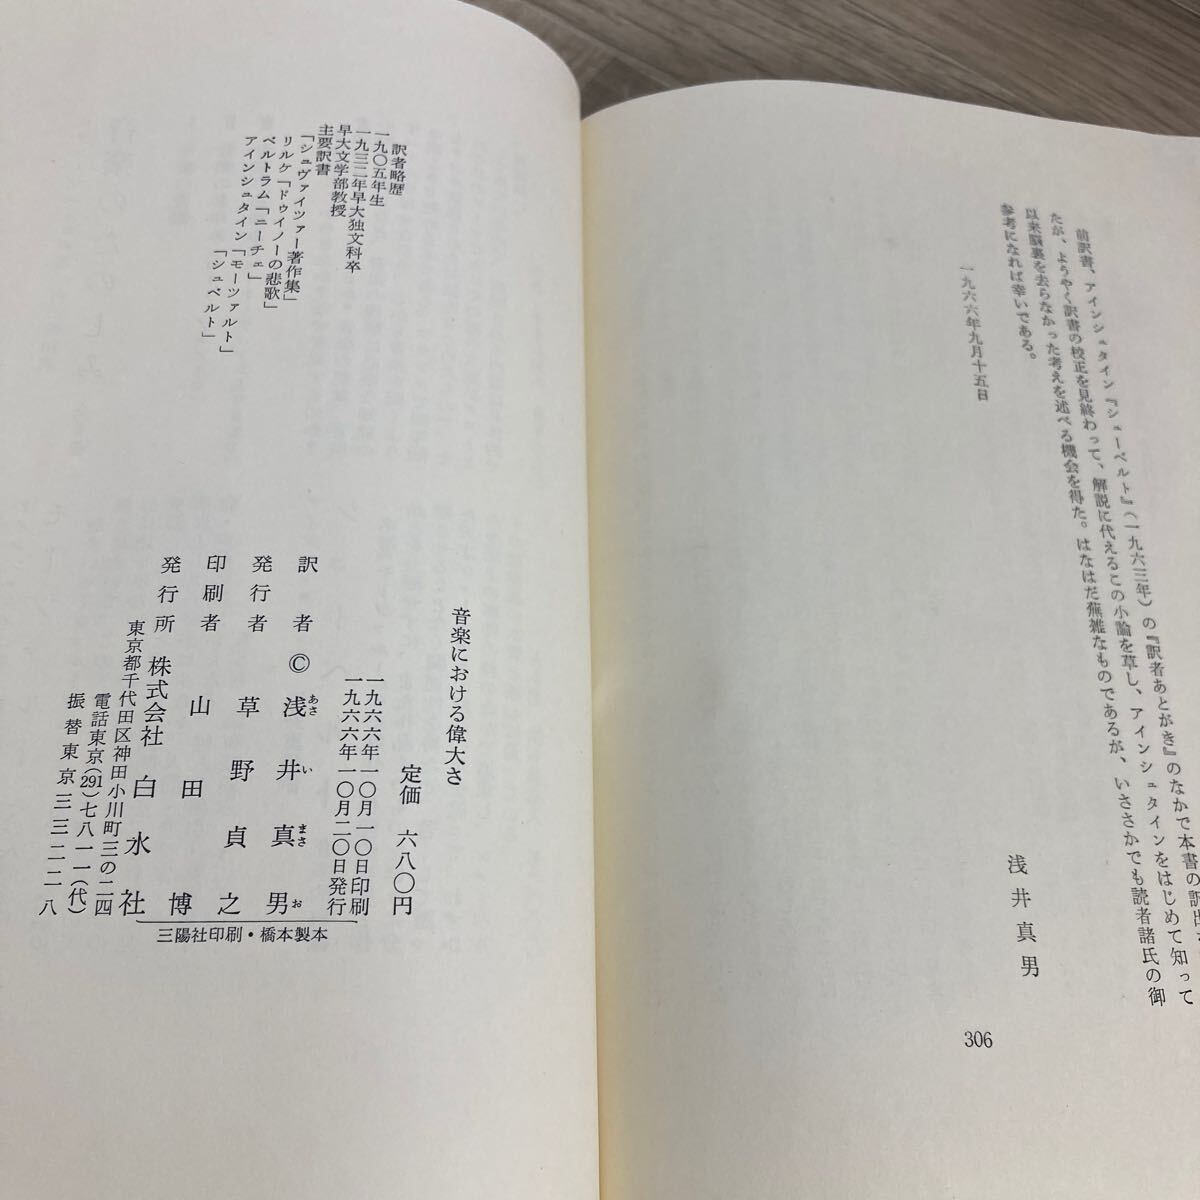 前訳書、アインシュタイン『シューベルト』(一九六三年)の『訳者あとがき』のなかで本書の訳出
たが、ようやく訳書の校正を見終わって、解説に代えるこの小論を草し、アインシュタインをはじめて知って
以来脳裏を去らなかった考えを述べる機会を得た。はなはだ蕪雑なものであるが、いささかでも読者諸氏の御
参考になれば幸いである。
一九六六年九月十五日
浅井真男
306
訳者略歴
一九〇五年生
一九三二年早大独文科卒
早大文学部教授
主要訳書
「シュヴァイツァー著作集」
リルケ「ドゥイノーの悲歌」
ベルトラム「ニーチェ」
アインシュタイン「モーツァルト」
「シュベルト」
音楽における偉大さ
定価 六八〇円
一九六六年一〇月一〇日印刷
一九六六年一〇月二〇日発行
訳者 © 浅井真男
あさ い まさ お
発行者 草野貞之
印刷者 山田博
発行所 株式会社 白水社
東京都千代田区神田小川町三の二四
電話東京(291)七八一一(代)
振替東京三三二二八
三陽社印刷・橋本製本